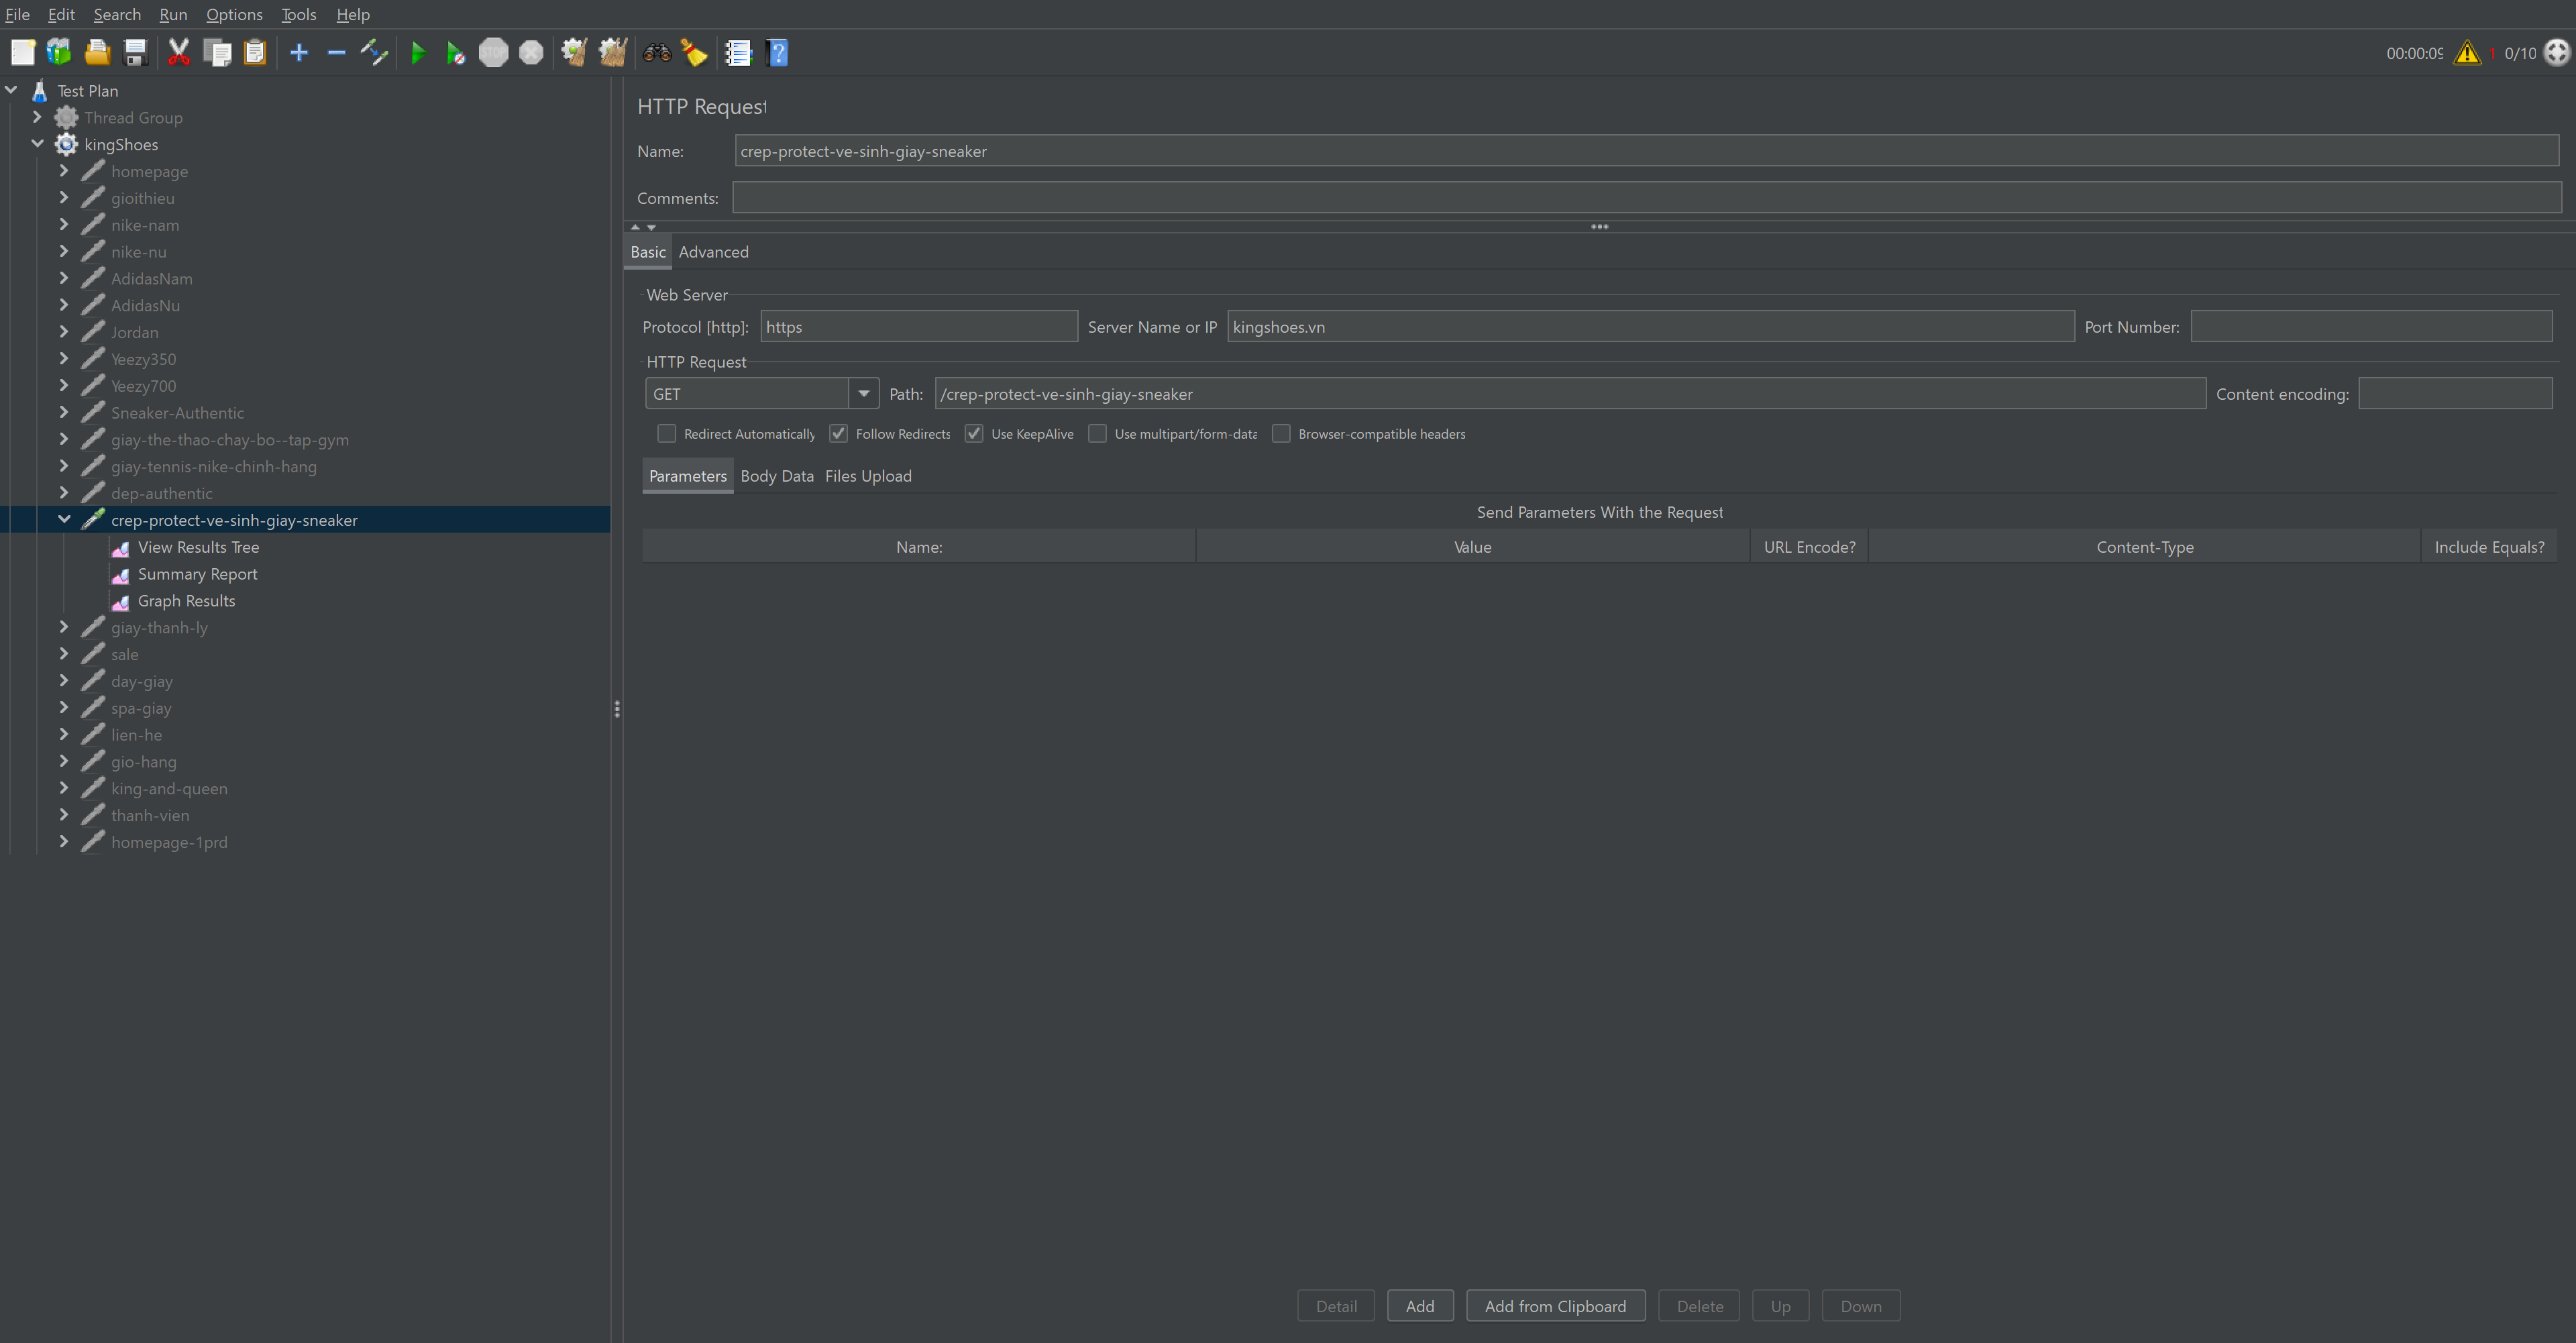 File Edit Search Run Options Tools Help
STOP
00:00:09 1 0/10
Test Plan
Thread Group
kingShoes
homepage
gioithieu
nike-nam
nike-nu
AdidasNam
AdidasNu
Jordan
Yeezy350
Yeezy700
Sneaker-Authentic
giay-the-thao-chay-bo--tap-gym
giay-tennis-nike-chinh-hang
dep-authentic
crep-protect-ve-sinh-giay-sneaker
View Results Tree
Summary Report
Graph Results
giay-thanh-ly
sale
day-giay
spa-giay
lien-he
gio-hang
king-and-queen
thanh-vien
homepage-1prd
HTTP Request
Name: crep-protect-ve-sinh-giay-sneaker
Comments:
Basic Advanced
Web Server
Protocol [http]: https Server Name or IP kingshoes.vn Port Number:
HTTP Request
GET Path: /crep-protect-ve-sinh-giay-sneaker Content encoding:
Redirect Automatically Follow Redirects Use KeepAlive Use multipart/form-data Browser-compatible headers
Parameters Body Data Files Upload
Send Parameters With the Request
Name: Value URL Encode? Content-Type Include Equals?
Detail Add Add from Clipboard Delete Up Down